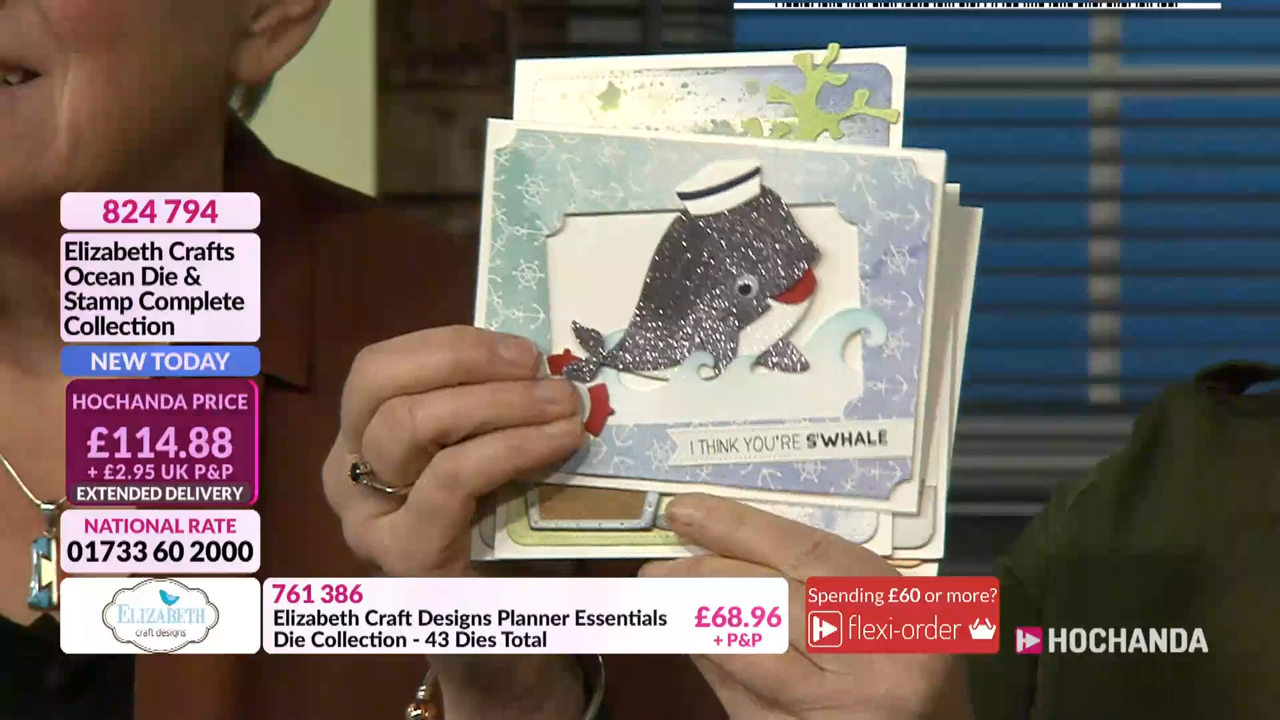 I THINK YOU'RE S'WHALE
824 794
Elizabeth Crafts
Ocean Die &
Stamp Complete
Collection
NEW TODAY
HOCHANDA PRICE
£114.88
+ £2.95 UK P&P
EXTENDED DELIVERY
NATIONAL RATE
01733 60 2000
ELIZABETH
craft designs
761 386
Elizabeth Craft Designs Planner Essentials
Die Collection - 43 Dies Total
£68.96
+ P&P
Spending £60 or more?
flexi-order
HOCHANDA